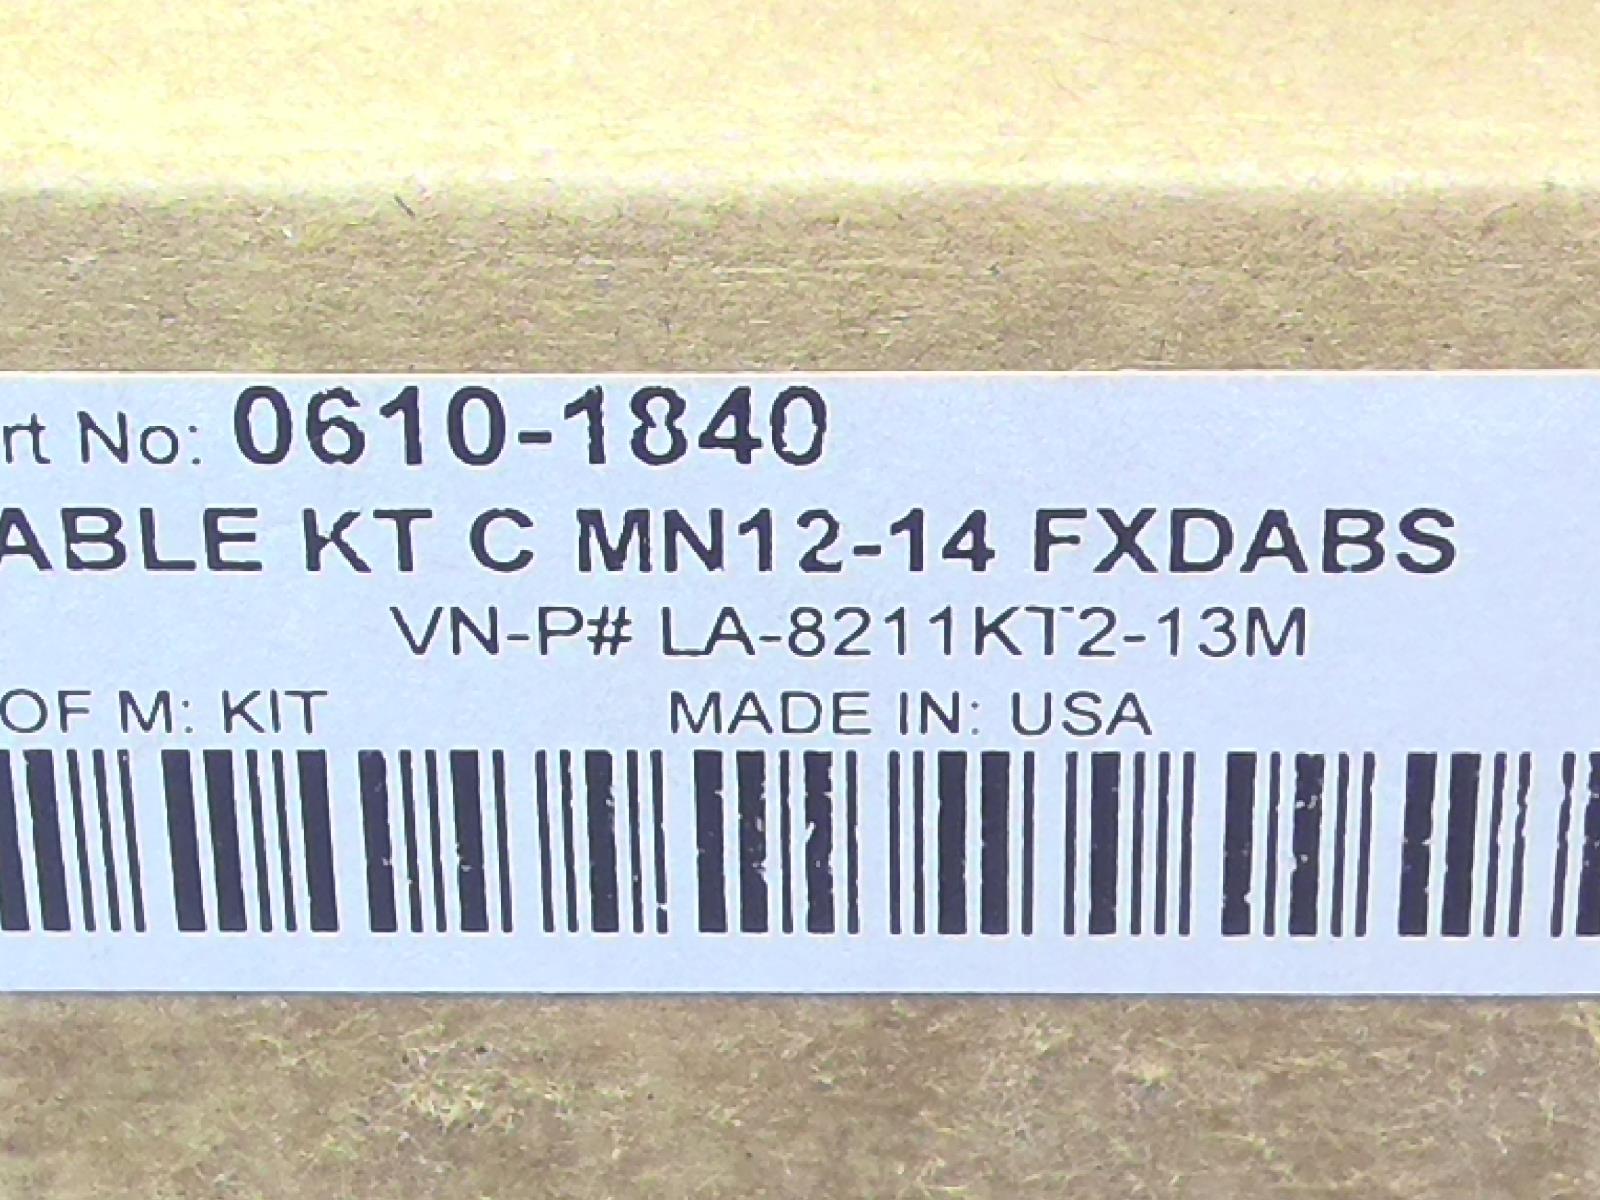 rt No: 0610-1840
ABLE KT C MN12-14 FXDABS
VN-P# LA-8211KT2-13M
OF M: KIT MADE IN: USA